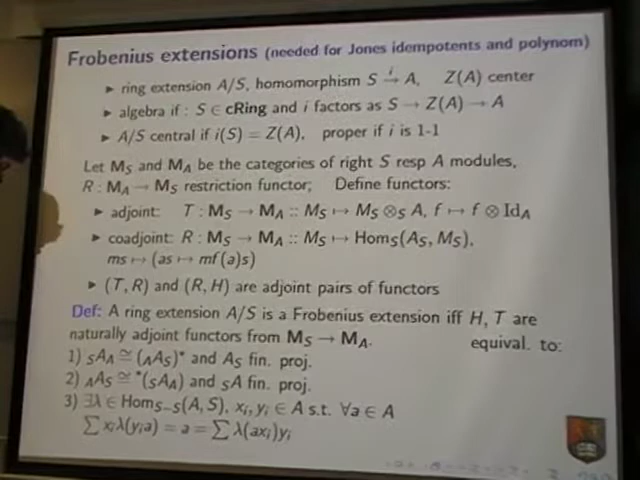 Frobenius extensions (needed for Jones idempotents and polynom)
▸ ring extension A/S, homomorphism S →ⁱ A, Z(A) center
▸ algebra if : S ∈ cRing and i factors as S → Z(A) → A
▸ A/S central if i(S) = Z(A), proper if i is 1-1
Let M_S and M_A be the categories of right S resp A modules,
R : M_A → M_S restriction functor; Define functors:
▸ adjoint: T : M_S → M_A :: M_S ↦ M_S ⊗_S A, f ↦ f ⊗ Id_A
▸ coadjoint: R : M_S → M_A :: M_S ↦ Hom_S(A_S, M_S),
ms ↦ (as ↦ mf(a)s)
▸ (T, R) and (R, H) are adjoint pairs of functors
Def: A ring extension A/S is a Frobenius extension iff H, T are
naturally adjoint functors from M_S → M_A. equival. to:
1) _SA_A ≅ (_AA_S)* and A_S fin. proj.
2) _AA_S ≅ *(_SA_A) and _SA fin. proj.
3) ∃λ ∈ Hom_{S−S}(A, S), x_i, y_i ∈ A s.t. ∀a ∈ A
∑ x_iλ(y_ia) = a = ∑ λ(ax_i)y_i